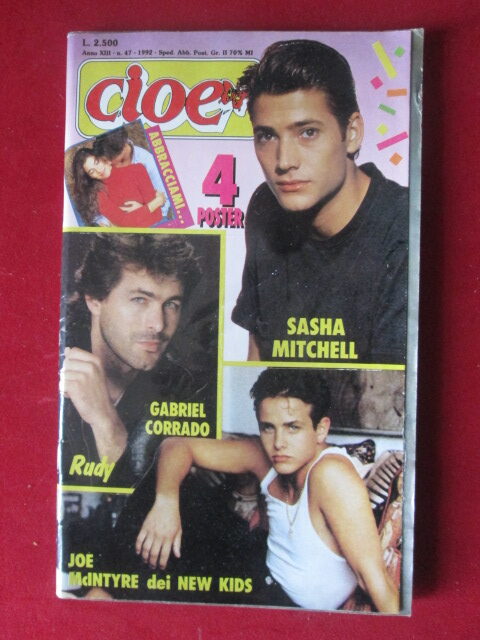 L. 2.500
Anno XIII - n. 47 - 1992 - Sped. Abb. Post. Gr. II 70% MI
cioè
ABBRACCIAMI...
4
POSTER
SASHA
MITCHELL
GABRIEL
CORRADO
Rudy
JOE
McINTYRE dei NEW KIDS